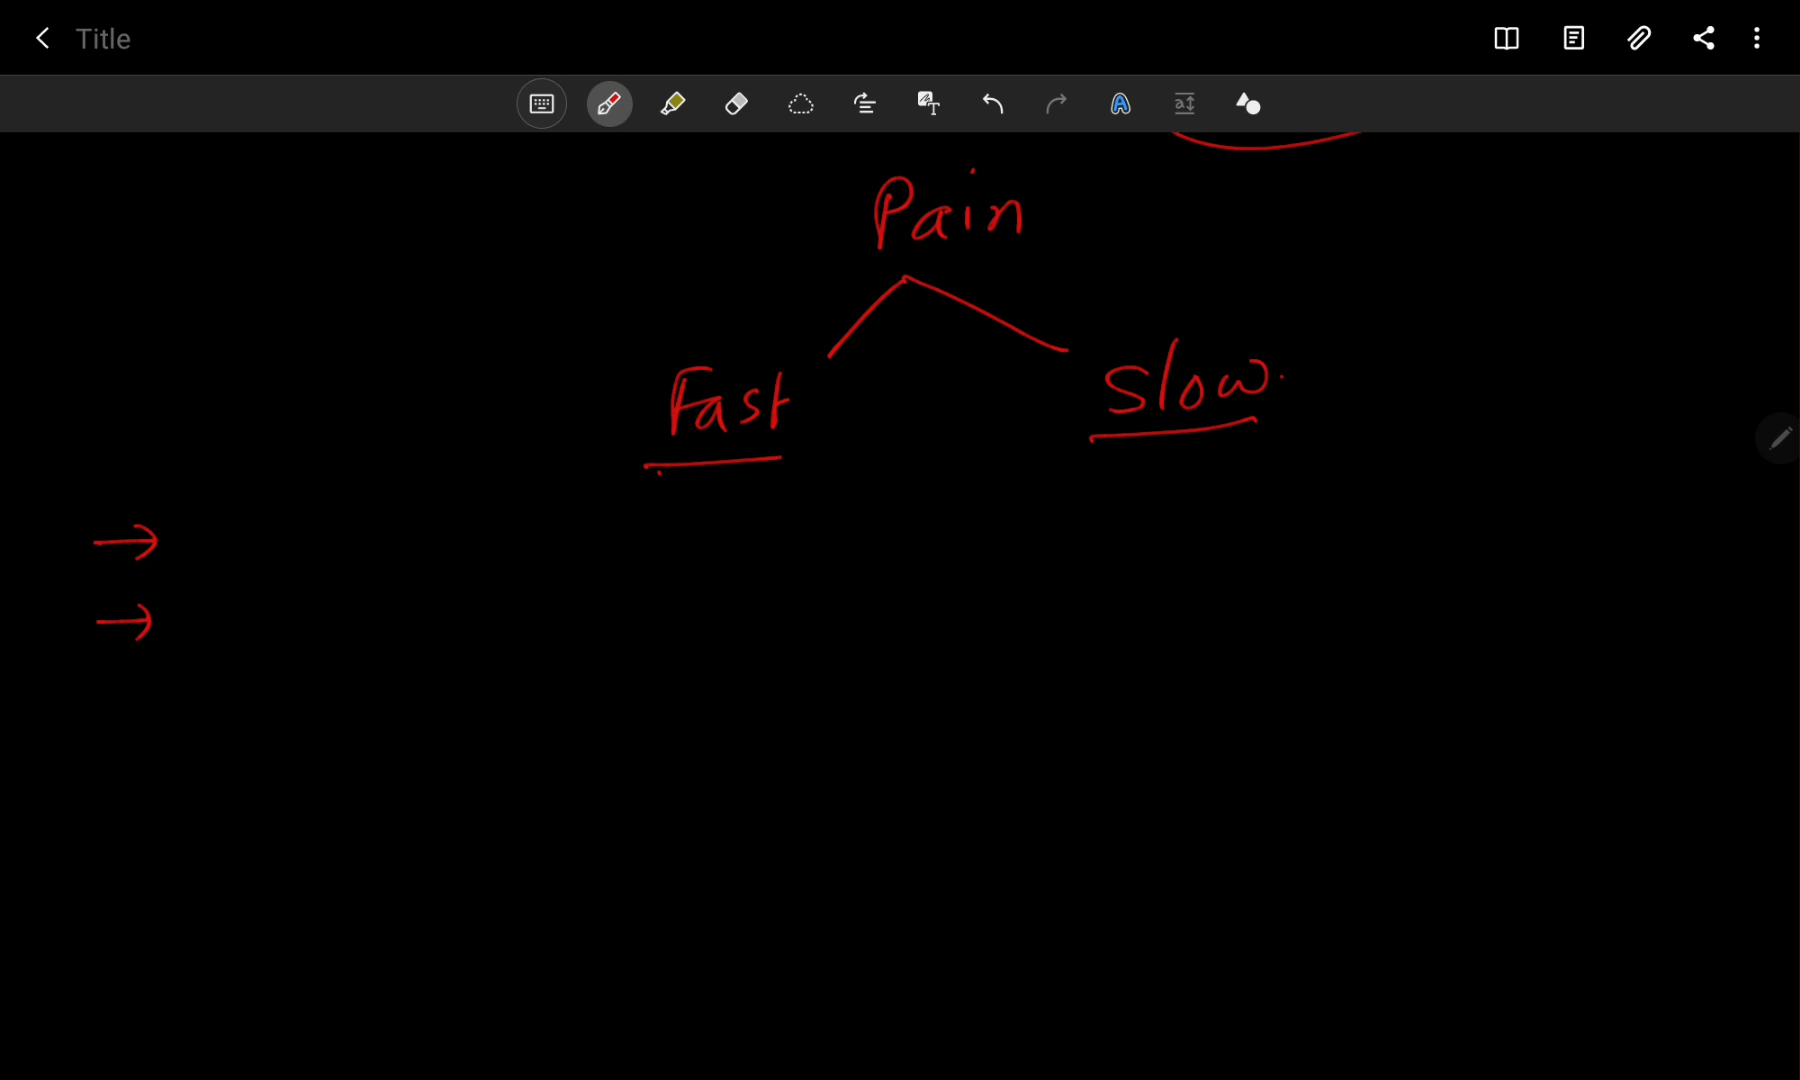 Title
Pain
Fast Slow.
→
→